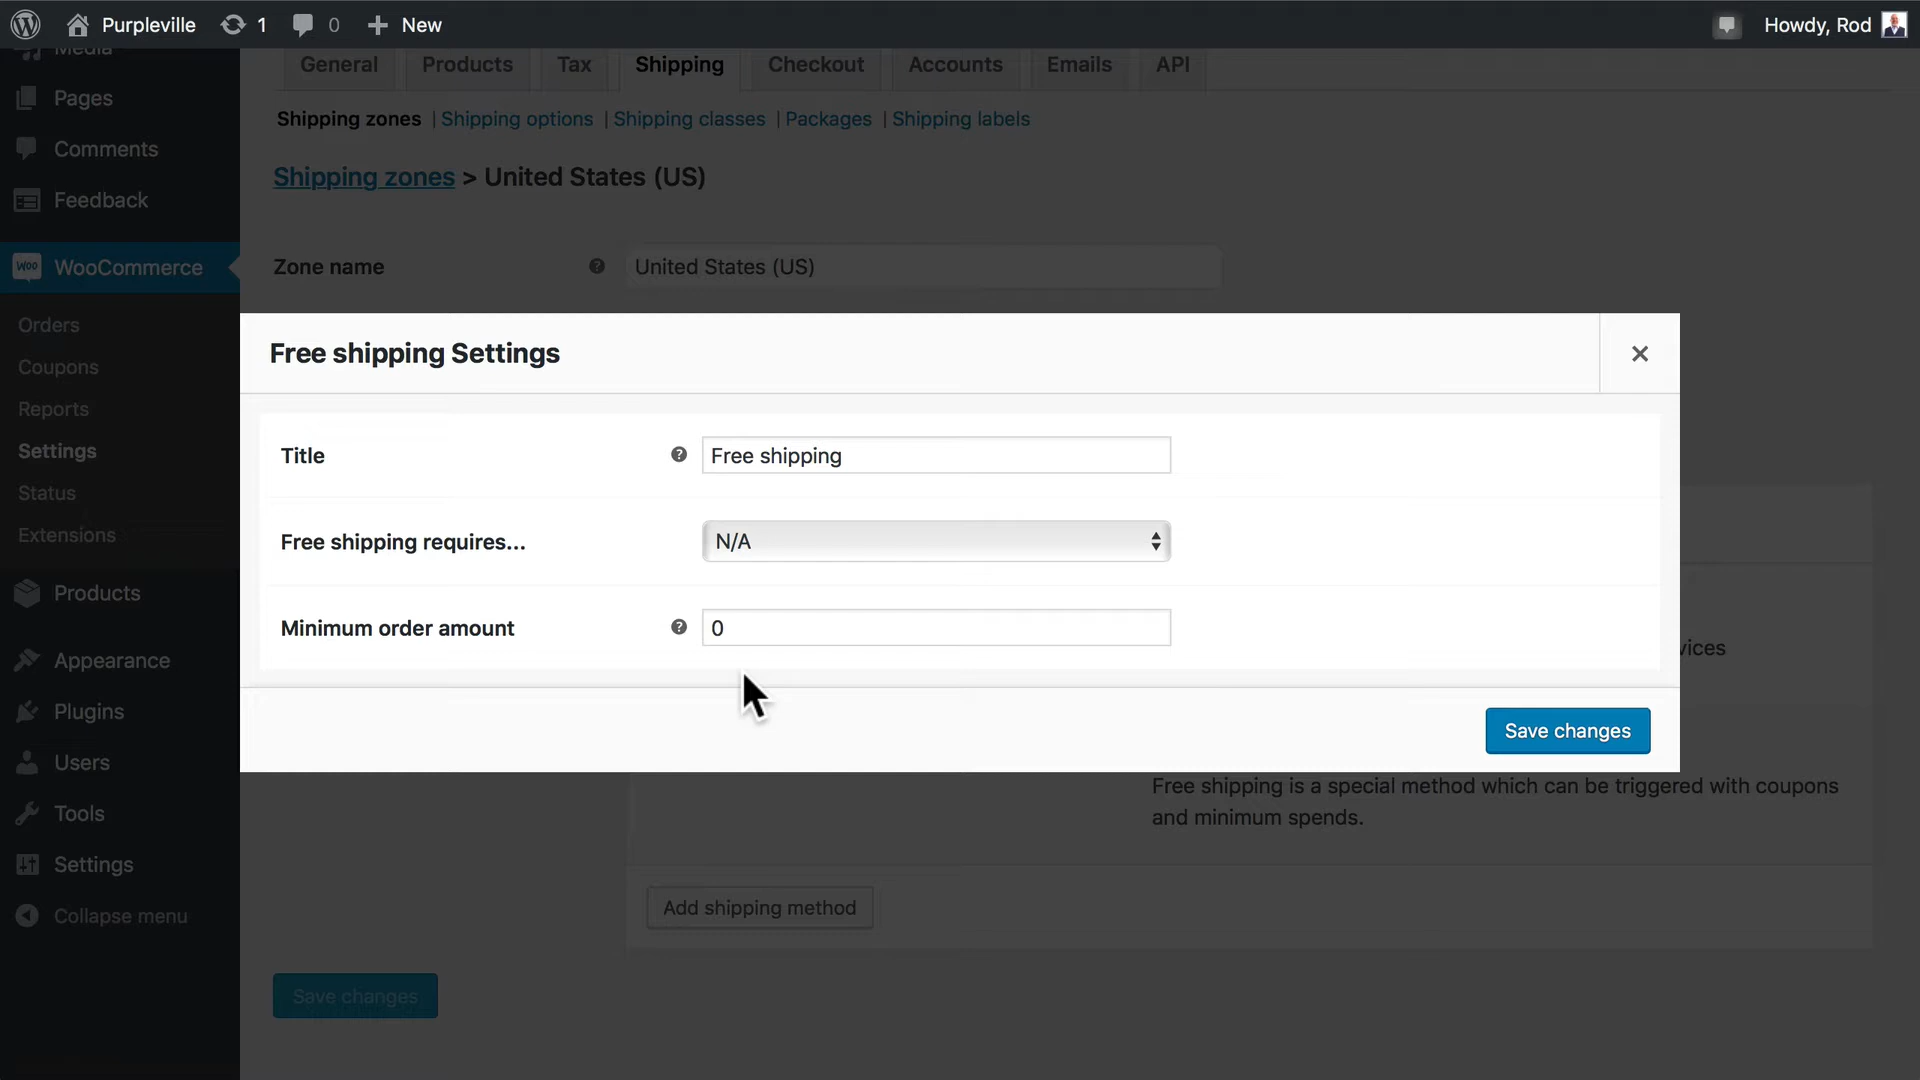 Purpleville 1 0 New Howdy, Rod
Media
General Products Tax Shipping Checkout Accounts Emails API
Pages
Shipping zones | Shipping options | Shipping classes | Packages | Shipping labels
Comments
Shipping zones > United States (US)
Feedback
WooCommerce
Zone name ? United States (US)
Orders
Free shipping Settings ×
Coupons
Reports
Settings
Title ? Free shipping
Status
Extensions
Free shipping requires... N/A
Products
Minimum order amount ? 0
vices
Appearance
Plugins
Save changes
Users
Free shipping is a special method which can be triggered with coupons
and minimum spends.
Tools
Settings
Add shipping method
Collapse menu
Save changes